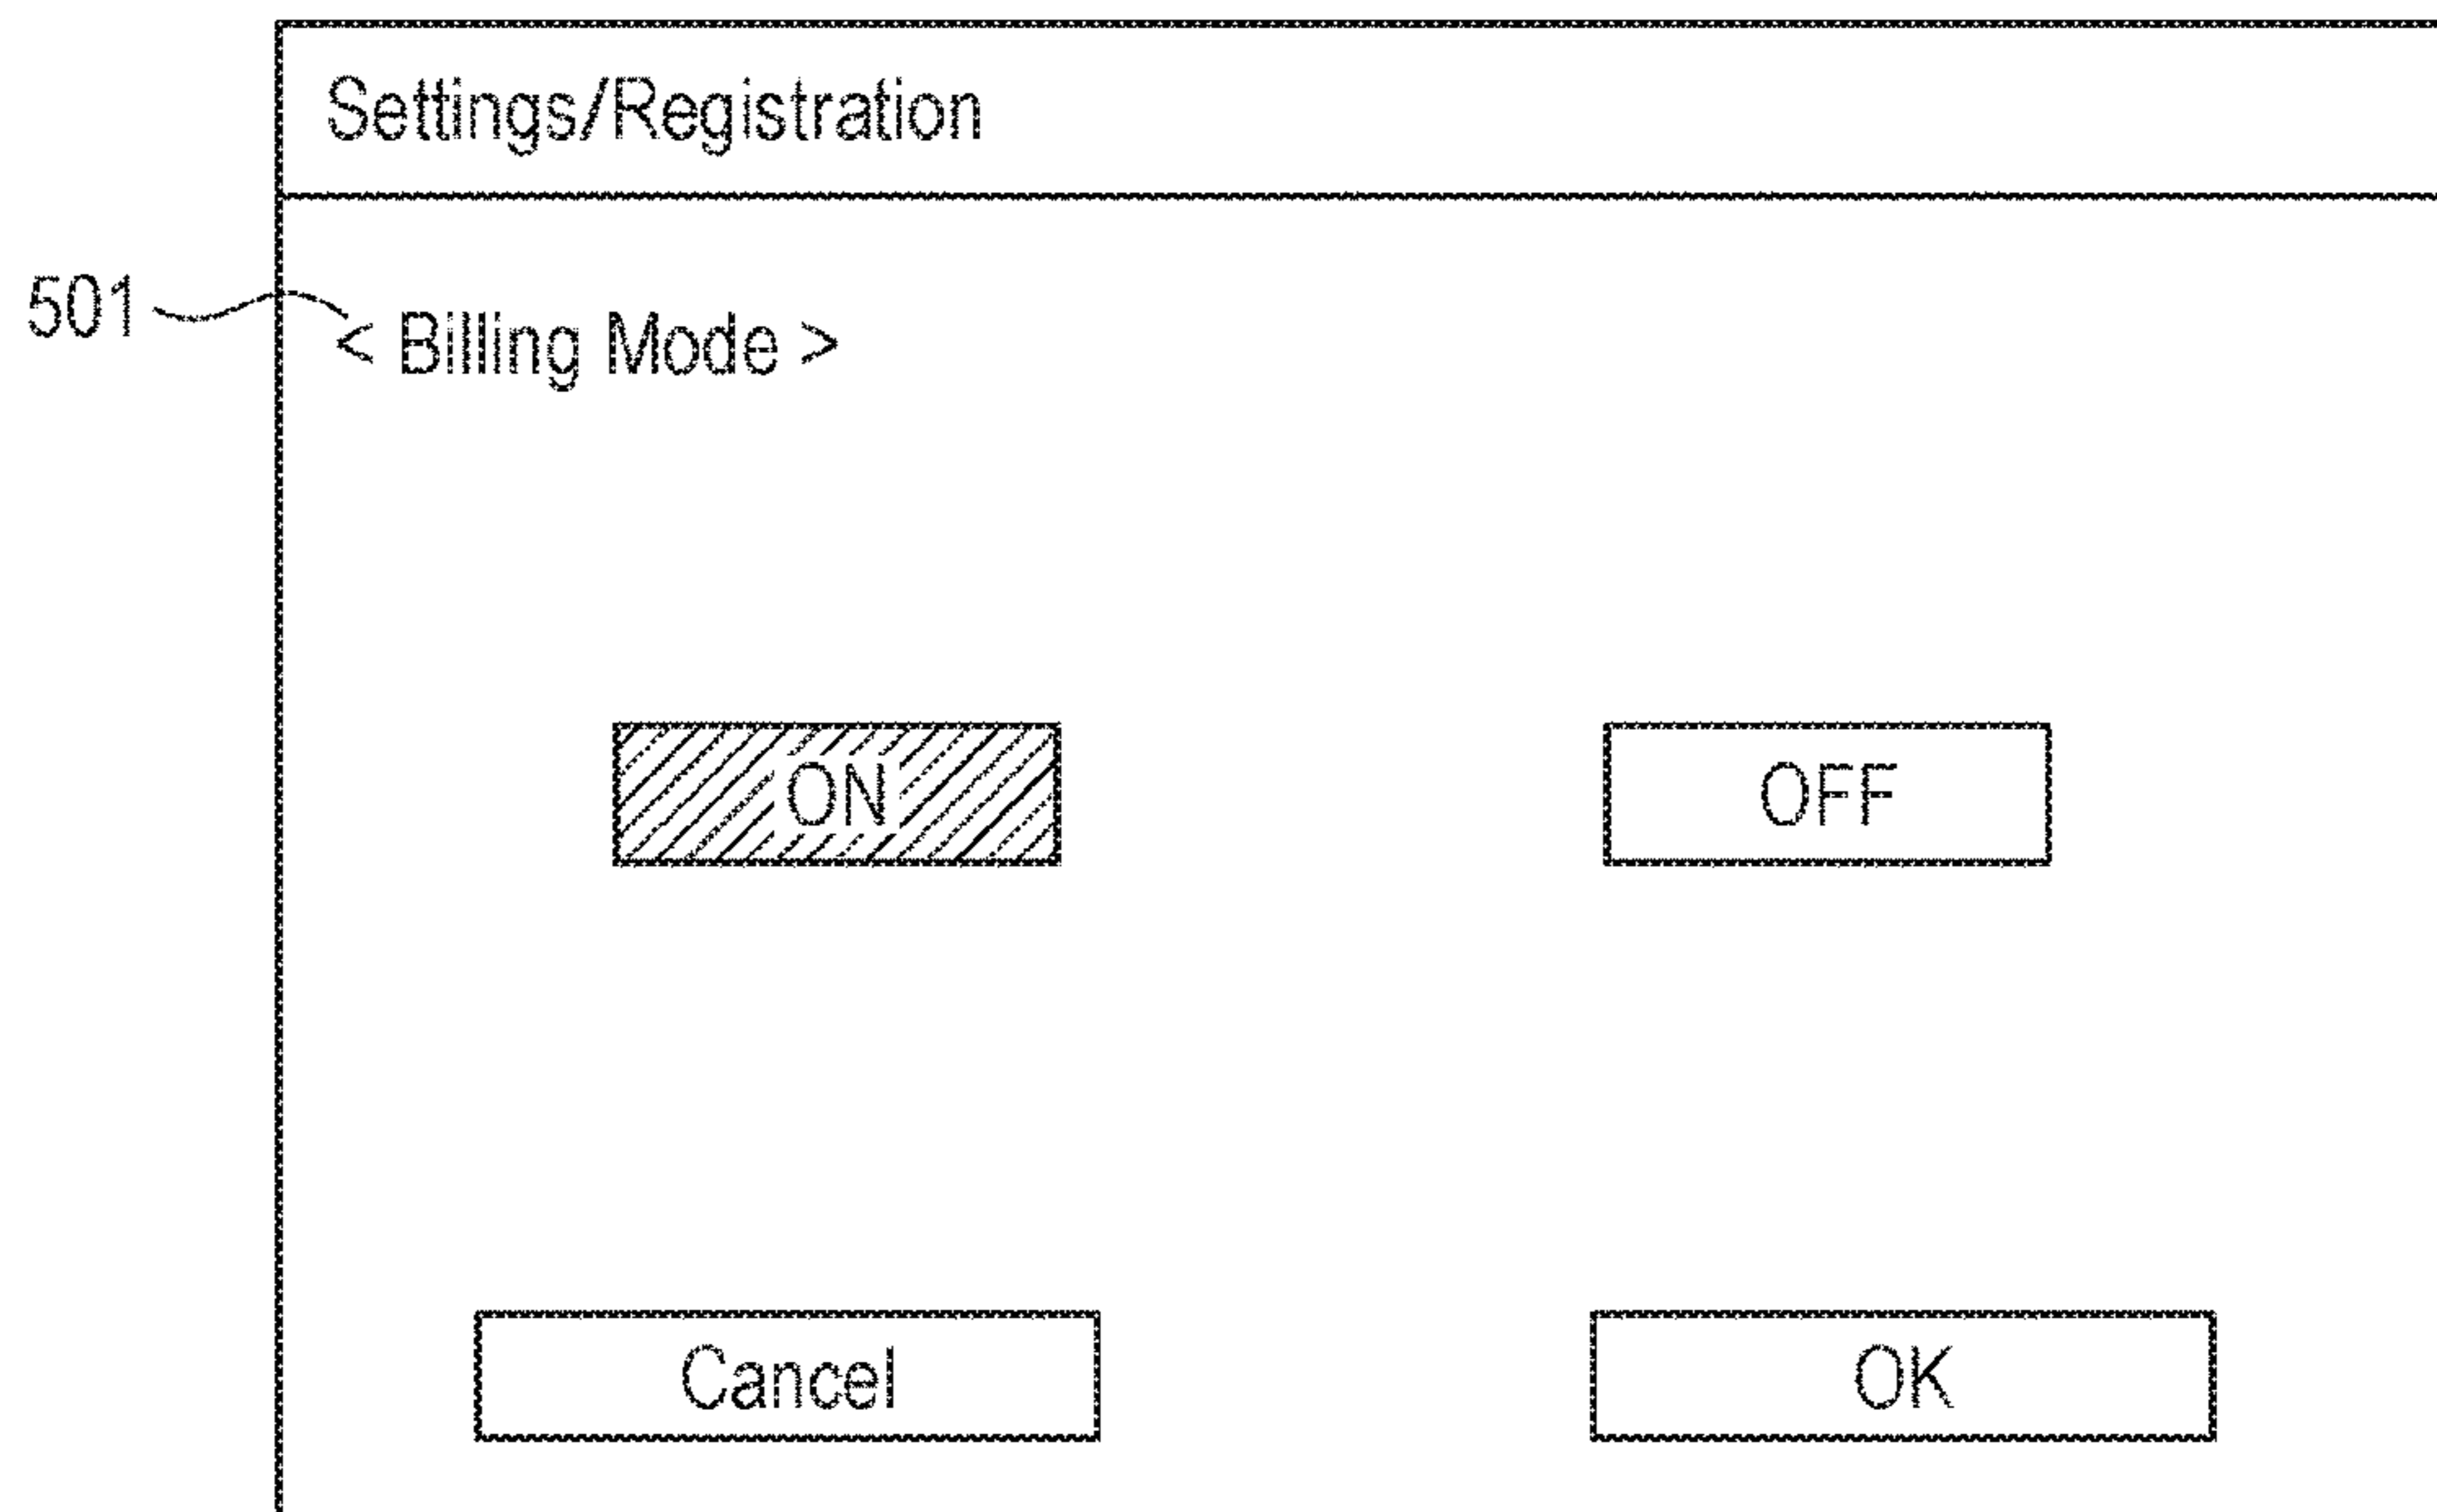 Settings/Registration
501
< Billing Mode >
ON OFF
Cancel OK